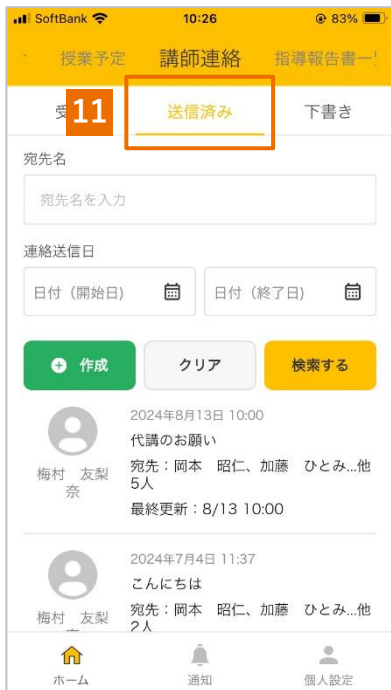 SoftBank 10:26 83%
授業予定 講師連絡 指導報告書一
受 11 送信済み 下書き
宛先名
宛先名を入力
連絡送信日
日付（開始日) 日付（終了日)
作成 クリア 検索する
2024年8月13日 10:00
代講のお願い
宛先：岡本　昭仁、加藤　ひとみ...他
5人
最終更新：8/13 10:00
梅村　友梨
奈
2024年7月4日 11:37
こんにちは
宛先：岡本　昭仁、加藤　ひとみ...他
2人
梅村　友梨
ホーム 通知 個人設定